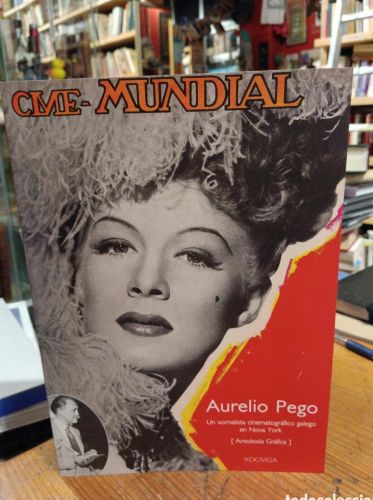 CINE-MUNDIAL
Aurelio Pego
Un xornalista cinematográfico galego
en Nova York
[ Antoloxía Gráfica ]
XOCIVIGA
todocoleccion